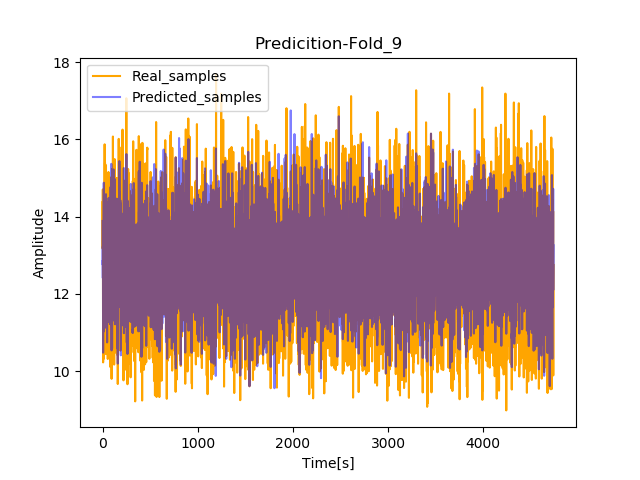 Predicition-Fold_9
Real_samples
Predicted_samples
Amplitude
18
16
14
12
10
0 1000 2000 3000 4000
Time[s]